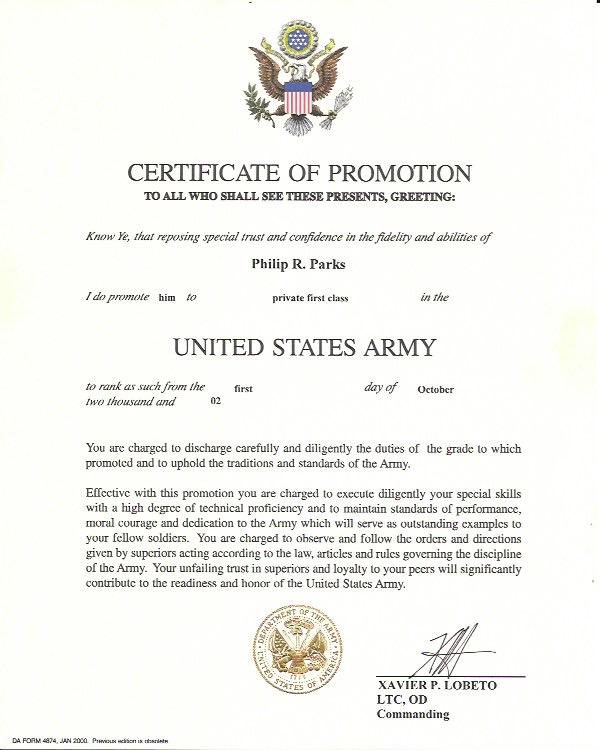 CERTIFICATE OF PROMOTION
TO ALL WHO SHALL SEE THESE PRESENTS, GREETING:
Know Ye, that reposing special trust and confidence in the fidelity and abilities of
Philip R. Parks
I do promote him to private first class in the
UNITED STATES ARMY
to rank as such from the first day of October
two thousand and 02
You are charged to discharge carefully and diligently the duties of the grade to which
promoted and to uphold the traditions and standards of the Army.
Effective with this promotion you are charged to execute diligently your special skills
with a high degree of technical proficiency and to maintain standards of performance,
moral courage and dedication to the Army which will serve as outstanding examples to
your fellow soldiers. You are charged to observe and follow the orders and directions
given by superiors acting according to the law, articles and rules governing the discipline
of the Army. Your unfailing trust in superiors and loyalty to your peers will significantly
contribute to the readiness and honor of the United States Army.
DEPARTMENT OF THE ARMY
UNITED STATES OF AMERICA
XAVIER P. LOBETO
LTC, OD
Commanding
DA FORM 4874, JAN 2000. Previous edition is obsolete